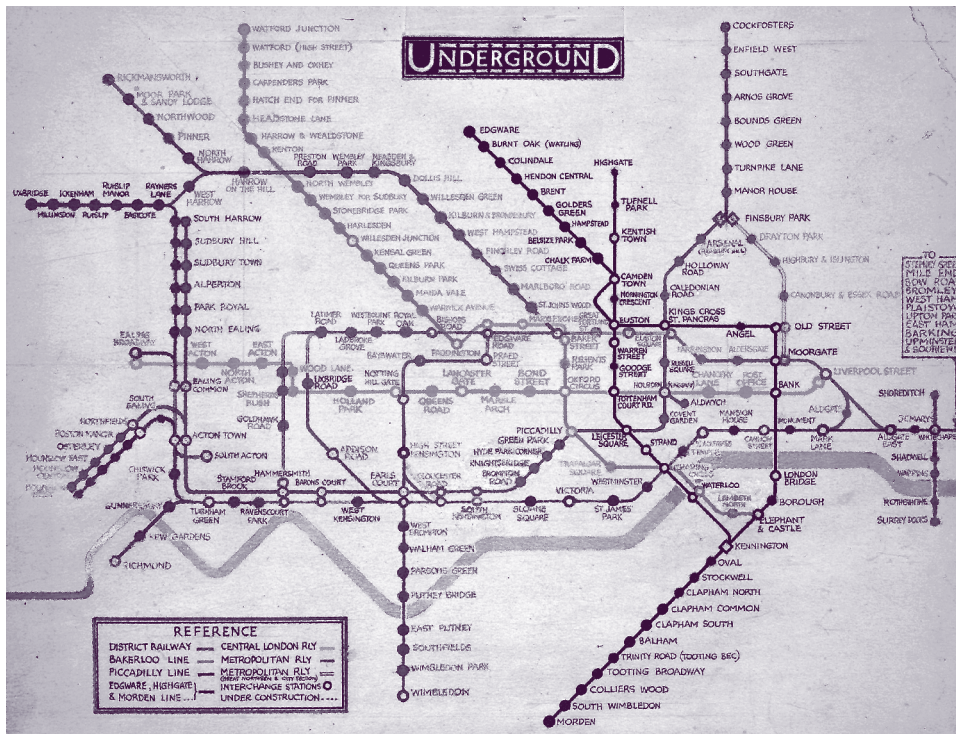 UNDERGROUND
WATFORD JUNCTION
WATFORD (HIGH STREET)
BUSHEY AND OXHEY
CARPENDERS PARK
HATCH END FOR PINNER
HEADSTONE LANE
HARROW & WEALDSTONE
KENTON
NORTH WEMBLEY
WEMBLEY FOR SUDBURY
STONEBRIDGE PARK
HARLESDEN
WILLESDEN JUNCTION
KENSAL GREEN
QUEENS PARK
KILBURN PARK
MAIDA VALE
WARWICK AVENUE
RICKMANSWORTH
MOOR PARK
& SANDY LODGE
NORTHWOOD
PINNER
NORTH
HARROW
HARROW
ON THE HILL
PRESTON
ROAD
WEMBLEY
PARK
NEASDEN &
KINGSBURY
DOLLIS HILL
WILLESDEN GREEN
KILBURN & BRONDESBURY
WEST HAMPSTEAD
FINCHLEY ROAD
SWISS COTTAGE
MARLBORO ROAD
ST. JOHNS WOOD
WEST
HARROW
UXBRIDGE
HILLINGDON
ICKENHAM
RUISLIP
RUISLIP
MANOR
EASTCOTE
RAYNERS
LANE
SOUTH HARROW
SUDBURY HILL
SUDBURY TOWN
ALPERTON
PARK ROYAL
NORTH EALING
EALING
COMMON
EALING
BROADWAY
WEST
ACTON
NORTH
ACTON
EAST
ACTON
WOOD LANE
SHEPHERDS
BUSH
GOLDHAWK
ROAD
UXBRIDGE
ROAD
LATIMER
ROAD
LADBROKE
GROVE
WESTBOURNE
PARK
ROYAL
OAK
BISHOPS
ROAD
PADDINGTON
EDGWARE
ROAD
PRAED
STREET
BAKER
STREET
REGENTS
PARK
OXFORD
CIRCUS
BAYSWATER
NOTTING
HILL GATE
HOLLAND
PARK
QUEENS
ROAD
LANCASTER
GATE
MARBLE
ARCH
BOND
STREET
EDGWARE
BURNT OAK (WATLING)
COLINDALE
HENDON CENTRAL
BRENT
GOLDERS
GREEN
HAMPSTEAD
BELSIZE PARK
CHALK FARM
HIGHGATE
TUFNELL
PARK
KENTISH
TOWN
CAMDEN
TOWN
MORNINGTON
CRESCENT
EUSTON
EUSTON
SQUARE
WARREN
STREET
GOODGE
STREET
TOTTENHAM
COURT RD.
LEICESTER
SQUARE
STRAND
COCKFOSTERS
ENFIELD WEST
SOUTHGATE
ARNOS GROVE
BOUNDS GREEN
WOOD GREEN
TURNPIKE LANE
MANOR HOUSE
FINSBURY PARK
ARSENAL
DRAYTON PARK
HIGHBURY & ISLINGTON
HOLLOWAY
ROAD
CALEDONIAN
ROAD
CANONBURY & ESSEX ROAD
KINGS CROSS
ST. PANCRAS
ANGEL
OLD STREET
MOORGATE
FARRINGDON
ALDERSGATE
RUSSELL
SQUARE
CHANCERY
LANE
POST
OFFICE
HOLBORN
BANK
LIVERPOOL STREET
ALDWYCH
COVENT
GARDEN
MANSION
HOUSE
CANNON
STREET
MONUMENT
MARK
LANE
ALDGATE
ALDGATE
EAST
SHOREDITCH
SHADWELL
WAPPING
ROTHERHITHE
SURREY DOCKS
LONDON
BRIDGE
BOROUGH
ELEPHANT
& CASTLE
LAMBETH
NORTH
WATERLOO
CHARING
CROSS
TEMPLE
BLACKFRIARS
TRAFALGAR
SQUARE
PICCADILLY
GREEN PARK
HYDE PARK CORNER
KNIGHTSBRIDGE
BROMPTON
ROAD
WESTMINSTER
ST JAMES'
PARK
VICTORIA
SLOANE
SQUARE
SOUTH
KENSINGTON
GLOUCESTER
ROAD
HIGH STREET
KENSINGTON
EARLS
COURT
ADDISON
ROAD
WEST
KENSINGTON
BARONS COURT
HAMMERSMITH
RAVENSCOURT
PARK
STAMFORD
BROOK
TURNHAM
GREEN
CHISWICK
PARK
ACTON TOWN
SOUTH ACTON
SOUTH
EALING
NORTHFIELDS
BOSTON MANOR
OSTERLEY
HOUNSLOW EAST
GUNNERSBURY
KEW GARDENS
RICHMOND
WEST
BROMPTON
WALHAM GREEN
PARSONS GREEN
PUTNEY BRIDGE
EAST PUTNEY
SOUTHFIELDS
WIMBLEDON PARK
WIMBLEDON
KENNINGTON
OVAL
STOCKWELL
CLAPHAM NORTH
CLAPHAM COMMON
CLAPHAM SOUTH
BALHAM
TRINITY ROAD (TOOTING BEC)
TOOTING BROADWAY
COLLIERS WOOD
SOUTH WIMBLEDON
MORDEN
TO
MILE END
BOW ROAD
BROMLEY
WEST HAM
PLAISTOW
UPTON PARK
EAST HAM
BARKING
REFERENCE
DISTRICT RAILWAY
BAKERLOO LINE
PICCADILLY LINE
EDGWARE, HIGHGATE
& MORDEN LINE
CENTRAL LONDON RLY
METROPOLITAN RLY
METROPOLITAN RLY
(GREAT NORTHERN & CITY SECTION)
INTERCHANGE STATIONS
UNDER CONSTRUCTION